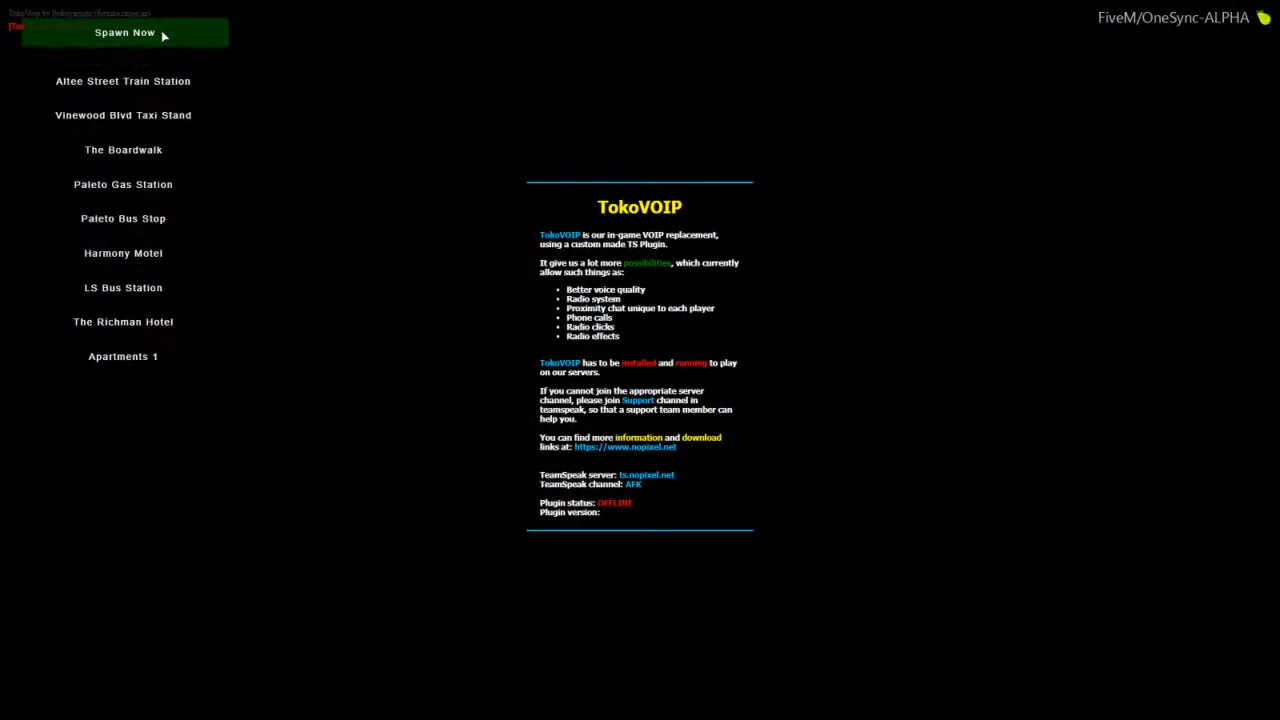 TokoVoip by Itokoyamato
FiveM/OneSync-ALPHA
Spawn Now
Altee Street Train Station
Vinewood Blvd Taxi Stand
The Boardwalk
Paleto Gas Station
Paleto Bus Stop
Harmony Motel
LS Bus Station
The Richman Hotel
Apartments 1
TokoVOIP
TokoVOIP is our in-game VOIP replacement,
using a custom made TS Plugin.
It give us a lot more possibilities, which currently
allow such things as:
• Better voice quality
• Radio system
• Proximity chat unique to each player
• Phone calls
• Radio clicks
• Radio effects
TokoVOIP has to be installed and running to play
on our servers.
If you cannot join the appropriate server
channel, please join Support channel in
teamspeak, so that a support team member can
help you.
You can find more information and download
links at: https://www.nopixel.net
TeamSpeak server: ts.nopixel.net
TeamSpeak channel: AFK
Plugin status: OFFLINE
Plugin version: